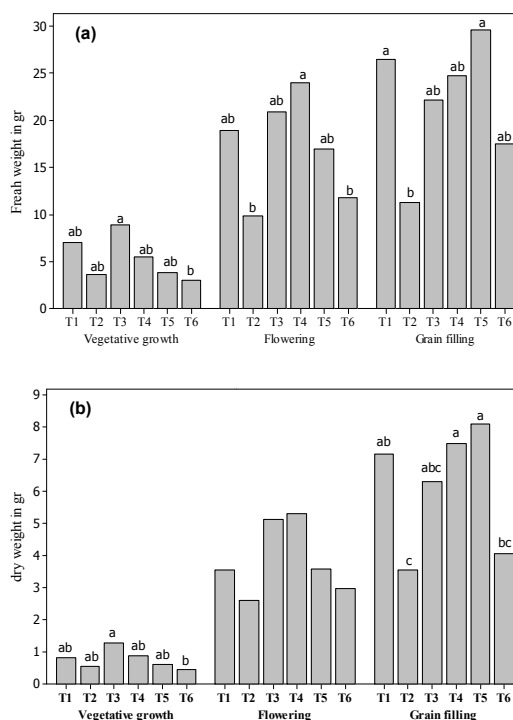 (a)
30
25
20
15
10
5
0
Freah weight in gr
ab ab a ab ab b
ab b ab a ab b
a b ab ab a ab
T1 T2 T3 T4 T5 T6 T1 T2 T3 T4 T5 T6 T1 T2 T3 T4 T5 T6
Vegetative growth Flowering Grain filling
(b)
9
8
7
6
5
4
3
2
1
0
dry weight in gr
ab ab a ab ab b
ab c abc a a bc
T1 T2 T3 T4 T5 T6 T1 T2 T3 T4 T5 T6 T1 T2 T3 T4 T5 T6
Vegetative growth Flowering Grain filling